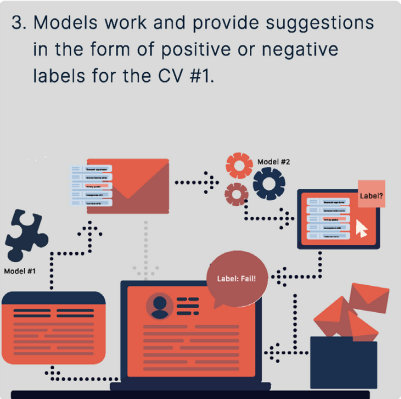 3. Models work and provide suggestions
in the form of positive or negative
labels for the CV #1.
Model #2
Label?
Model #1
Label: Fail!